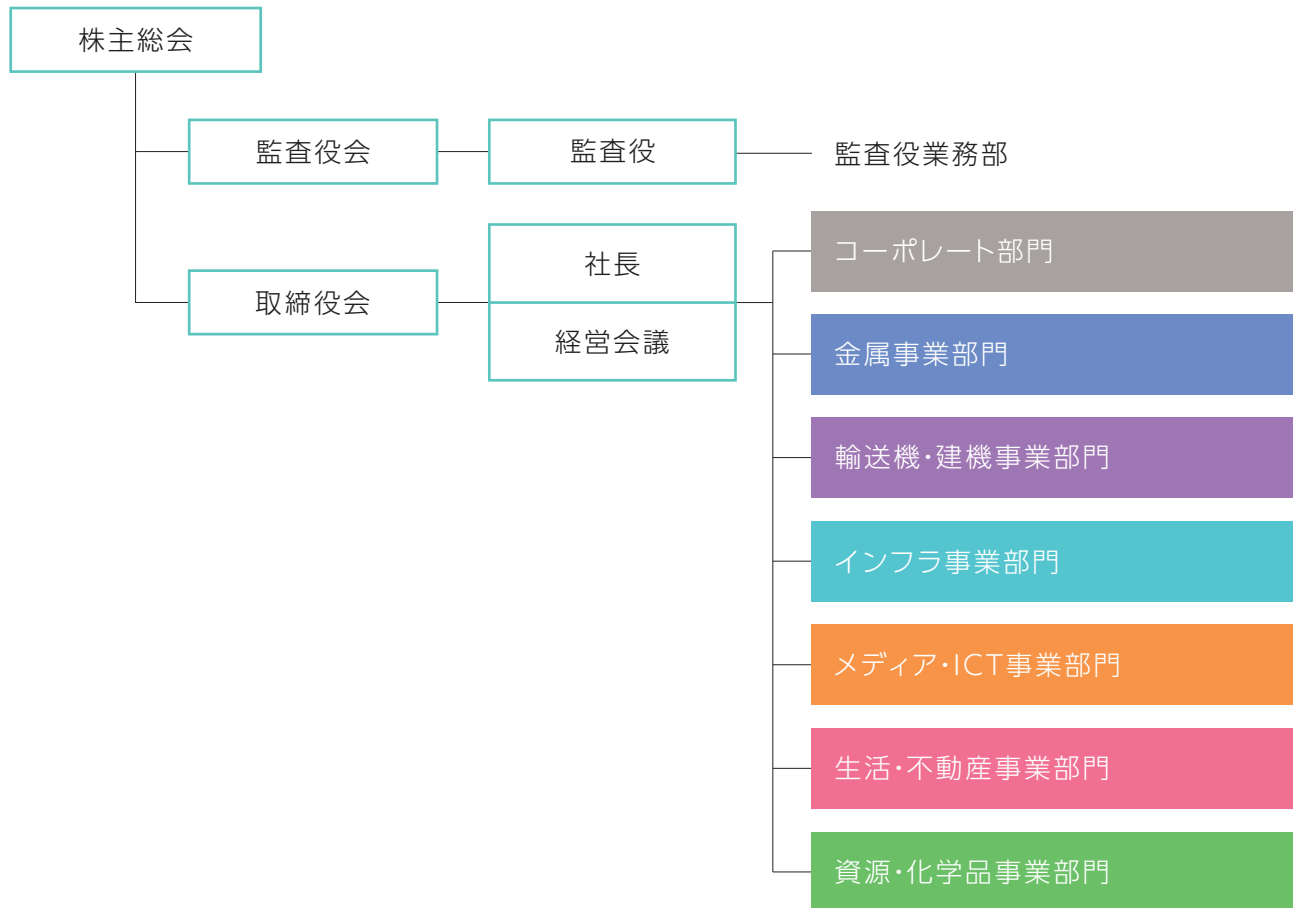 株主総会
監査役会
監査役
監査役業務部
取締役会
社長
経営会議
コーポレート部門
金属事業部門
輸送機・建機事業部門
インフラ事業部門
メディア・ICT事業部門
生活・不動産事業部門
資源・化学品事業部門